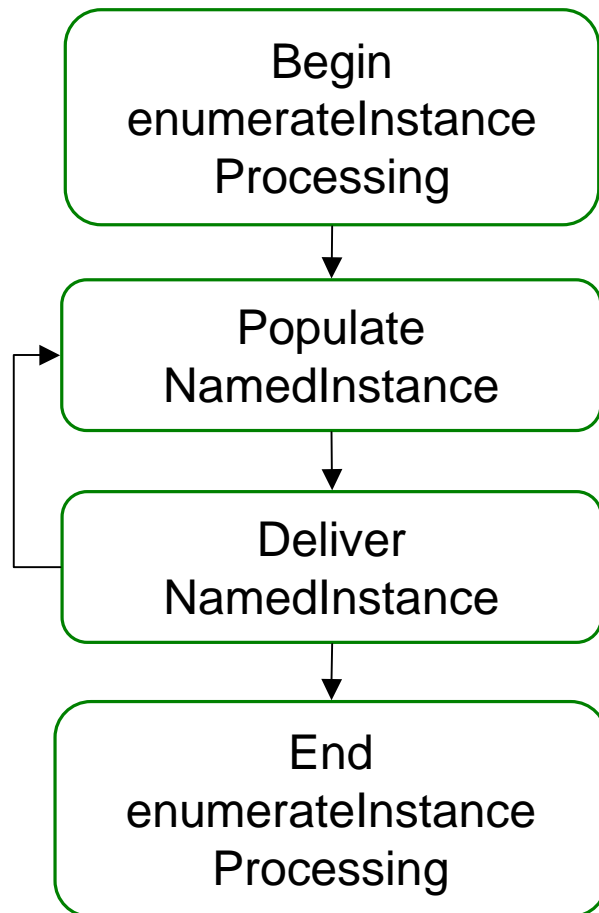 Begin
enumerateInstance
Processing
Populate
NamedInstance
Deliver
NamedInstance
End
enumerateInstance
Processing